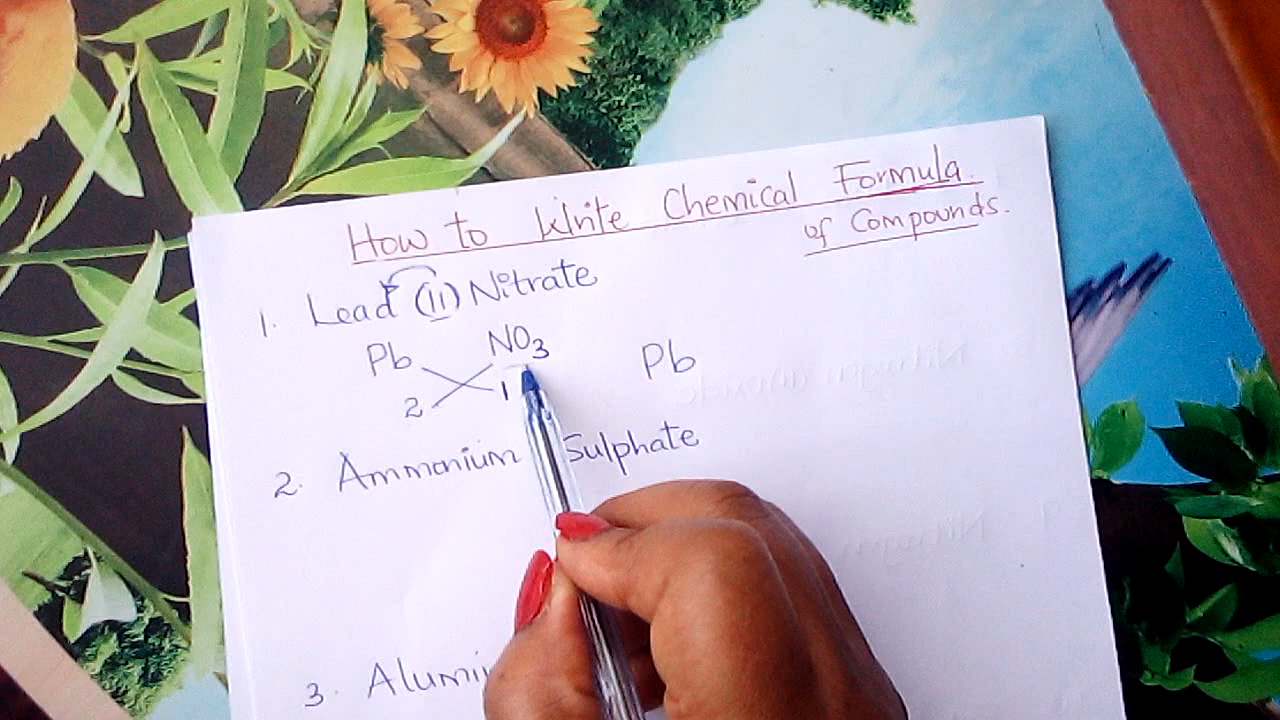 How to Write Chemical Formula
of Compounds.
1. Lead (II) Nitrate
Pb NO3 Pb
2 1
2. Ammonium Sulphate
3.